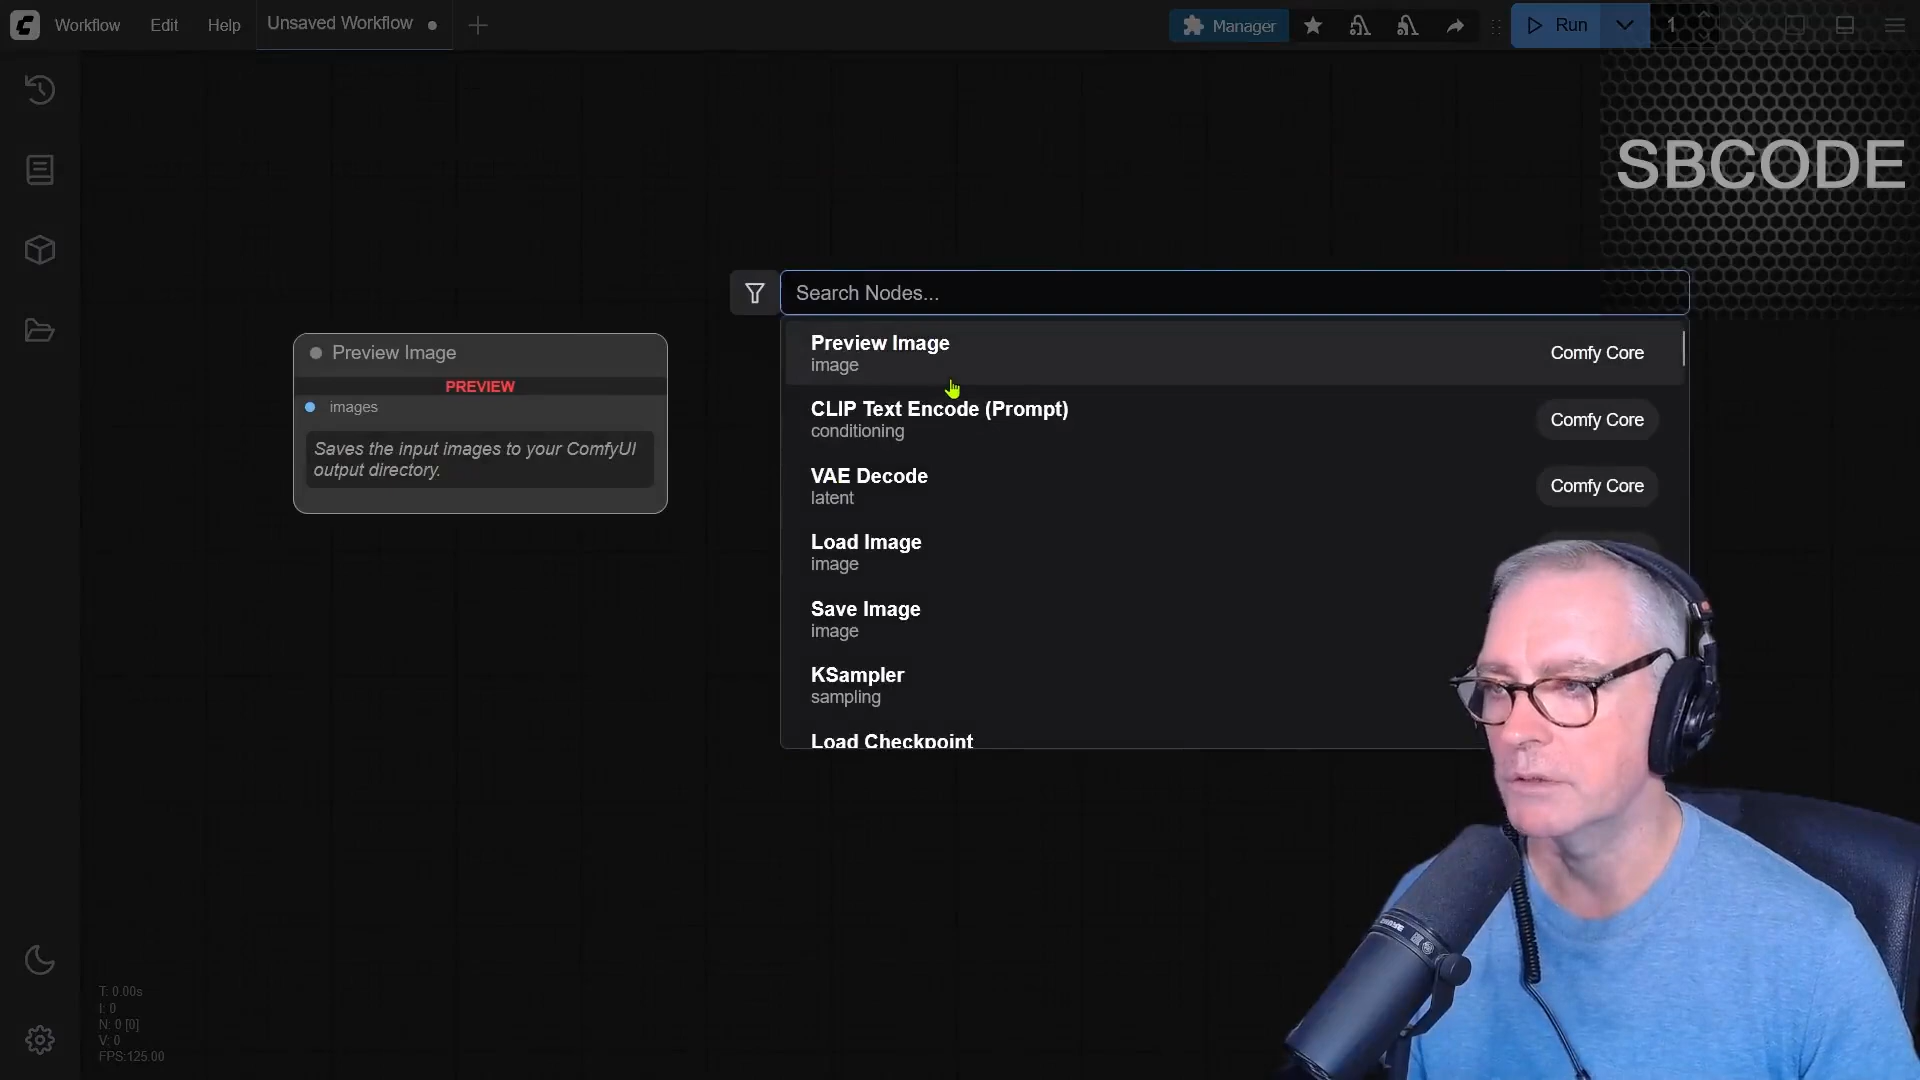 Workflow
Edit
Help
Unsaved Workflow
Manager
Run
1
SBCODE
Search Nodes...
Preview Image
PREVIEW
images
Saves the input images to your ComfyUI
output directory.
Preview Image
image
Comfy Core
CLIP Text Encode (Prompt)
conditioning
Comfy Core
VAE Decode
latent
Comfy Core
Load Image
image
Save Image
image
KSampler
sampling
Load Checkpoint
T: 0.00s
I: 0
N: 0 [0]
V: 0
FPS:125.00